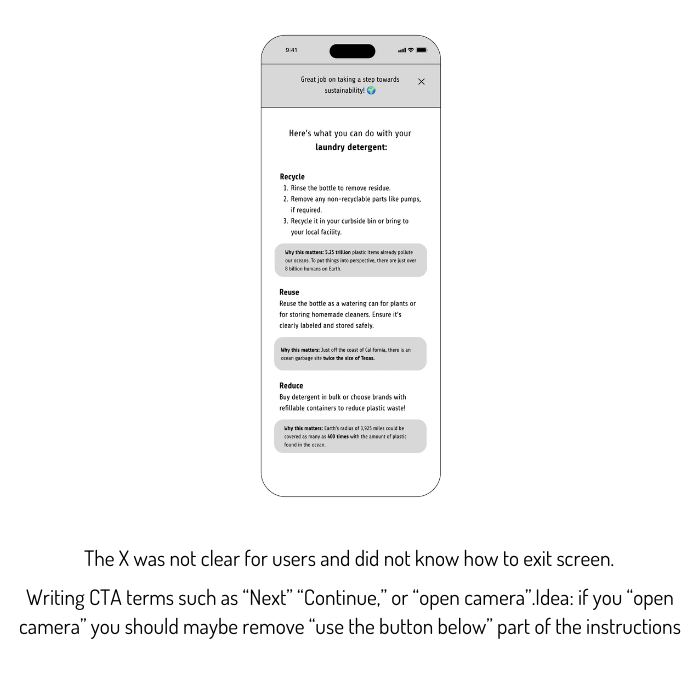 9:41
Great job on taking a step towards
sustainability! 🌍
Here's what you can do with your
laundry detergent:
Recycle
1. Rinse the bottle to remove residue.
2. Remove any non-recyclable parts like pumps,
if required.
3. Recycle it in your curbside bin or bring to
your local facility.
Why this matters: 5.25 trillion plastic items already pollute
our oceans. To put things into perspective, there are just over
8 billion humans on Earth.
Reuse
Reuse the bottle as a watering can for plants or
for storing homemade cleaners. Ensure it's
clearly labeled and stored safely.
Why this matters: Just off the coast of California, there is an
ocean garbage site twice the size of Texas.
Reduce
Buy detergent in bulk or choose brands with
refillable containers to reduce plastic waste!
Why this matters: Earth's radius of 3,925 miles could be
covered as many as 400 times with the amount of plastic
found in the ocean.
The X was not clear for users and did not know how to exit screen.
Writing CTA terms such as “Next” “Continue,” or “open camera”.Idea: if you “open
camera” you should maybe remove “use the button below” part of the instructions